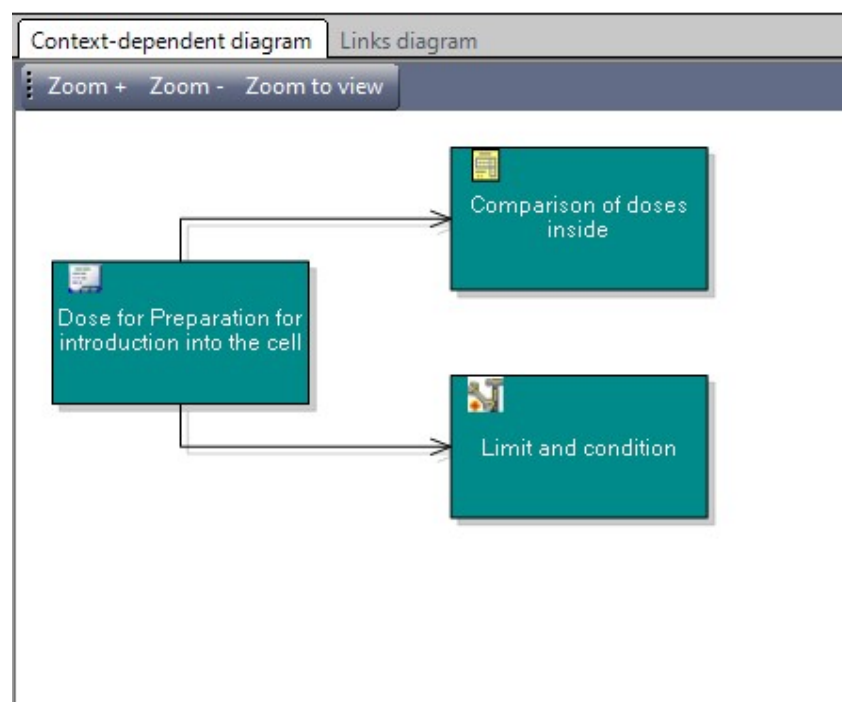 Context-dependent diagram
Links diagram
Zoom +
Zoom -
Zoom to view
Comparison of doses
inside
Dose for Preparation for
introduction into the cell
Limit and condition